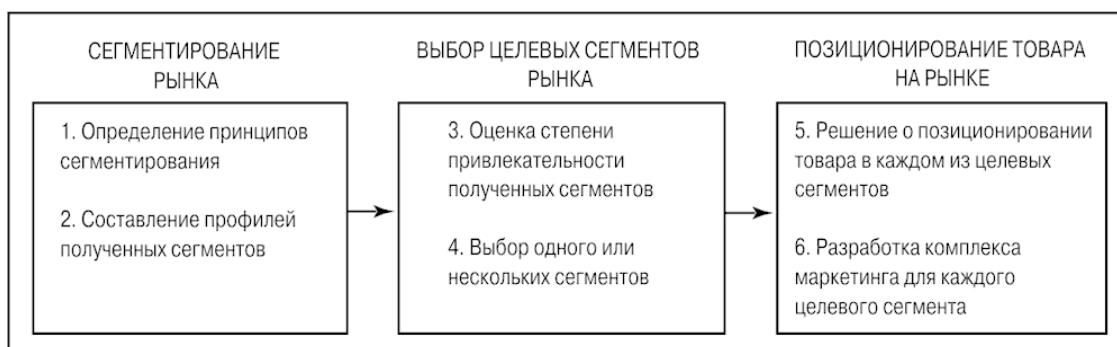 СЕГМЕНТИРОВАНИЕ
РЫНКА
1. Определение принципов
сегментирования
2. Составление профилей
полученных сегментов
ВЫБОР ЦЕЛЕВЫХ СЕГМЕНТОВ
РЫНКА
3. Оценка степени
привлекательности
полученных сегментов
4. Выбор одного или
нескольких сегментов
ПОЗИЦИОНИРОВАНИЕ ТОВАРА
НА РЫНКЕ
5. Решение о позиционировании
товара в каждом из целевых
сегментов
6. Разработка комплекса
маркетинга для каждого
целевого сегмента